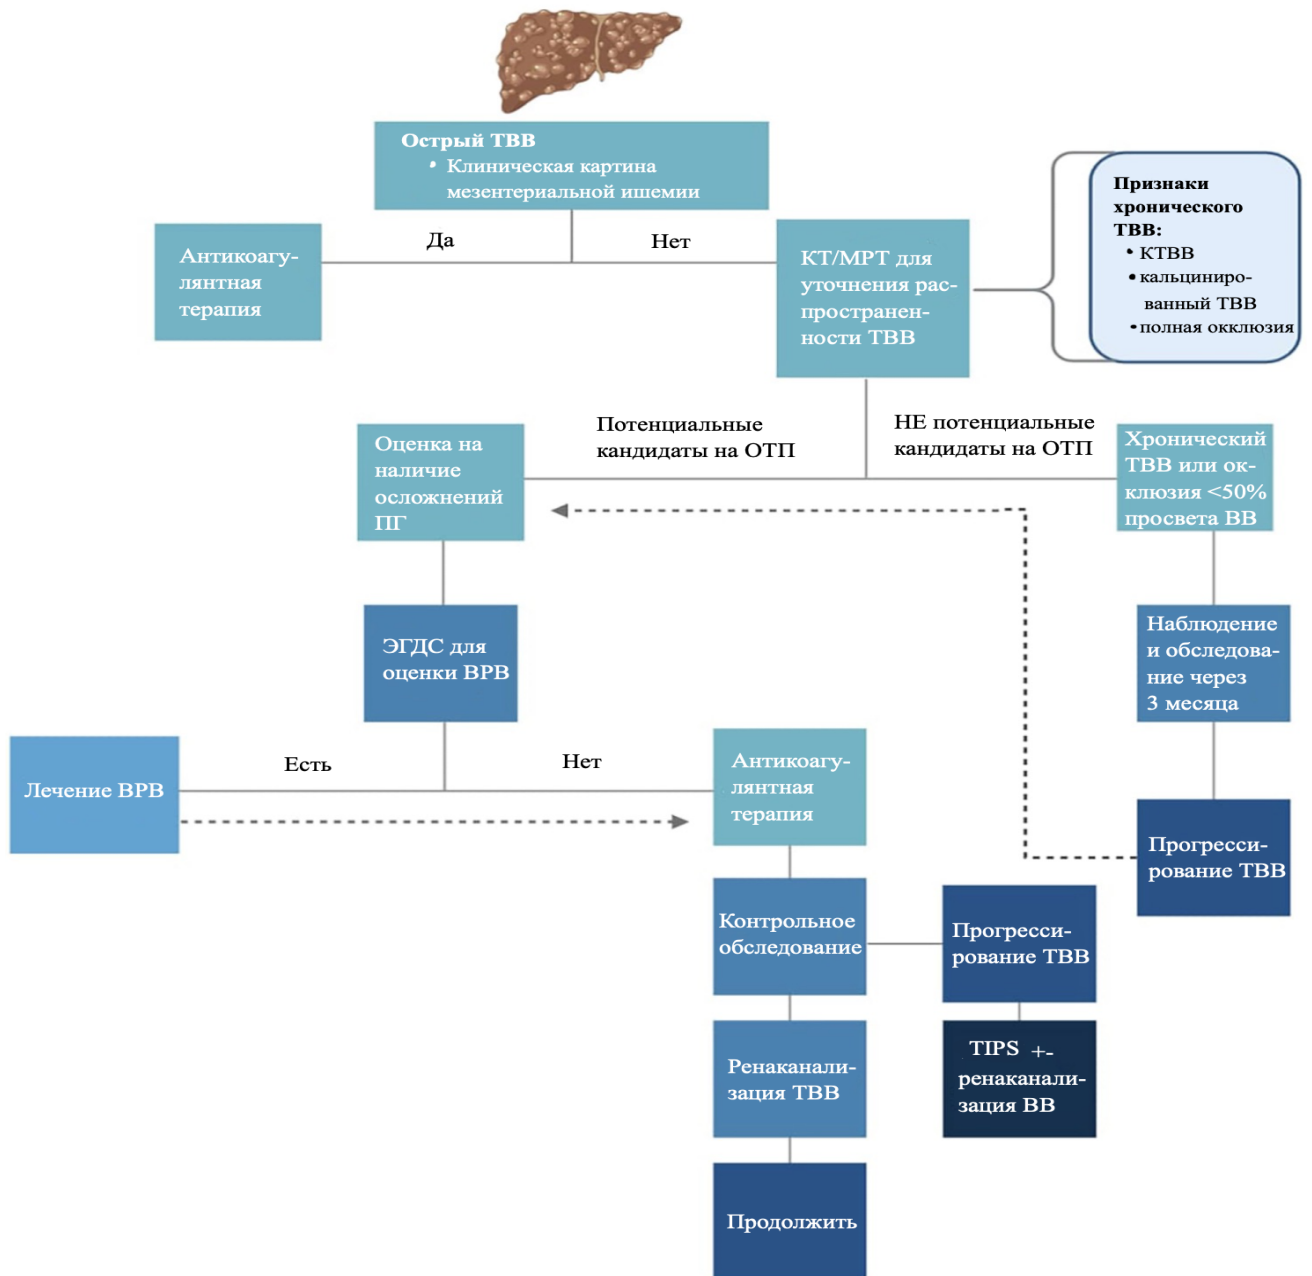 Острый ТВВ
• Клиническая картина
мезентериальной ишемии
Да
Нет
Антикоагу-
лянтная
терапия
КТ/МРТ для
уточнения рас-
пространен-
ности ТВВ
Признаки
хронического
ТВВ:
• КТВВ
• кальциниро-
ванный ТВВ
• полная окклюзия
Потенциальные
кандидаты на ОТП
НЕ потенциальные
кандидаты на ОТП
Оценка на
наличие
осложнений
ПГ
Хронический
ТВВ или ок-
клюзия <50%
просвета ВВ
ЭГДС для
оценки ВРВ
Наблюдение
и обследова-
ние через
3 месяца
Есть
Нет
Лечение ВРВ
Антикоагу-
лянтная
терапия
Прогресси-
рование ТВВ
Контрольное
обследование
Прогресси-
рование ТВВ
Ренаканали-
зация ТВВ
TIPS +-
ренаканали-
зация ВВ
Продолжить